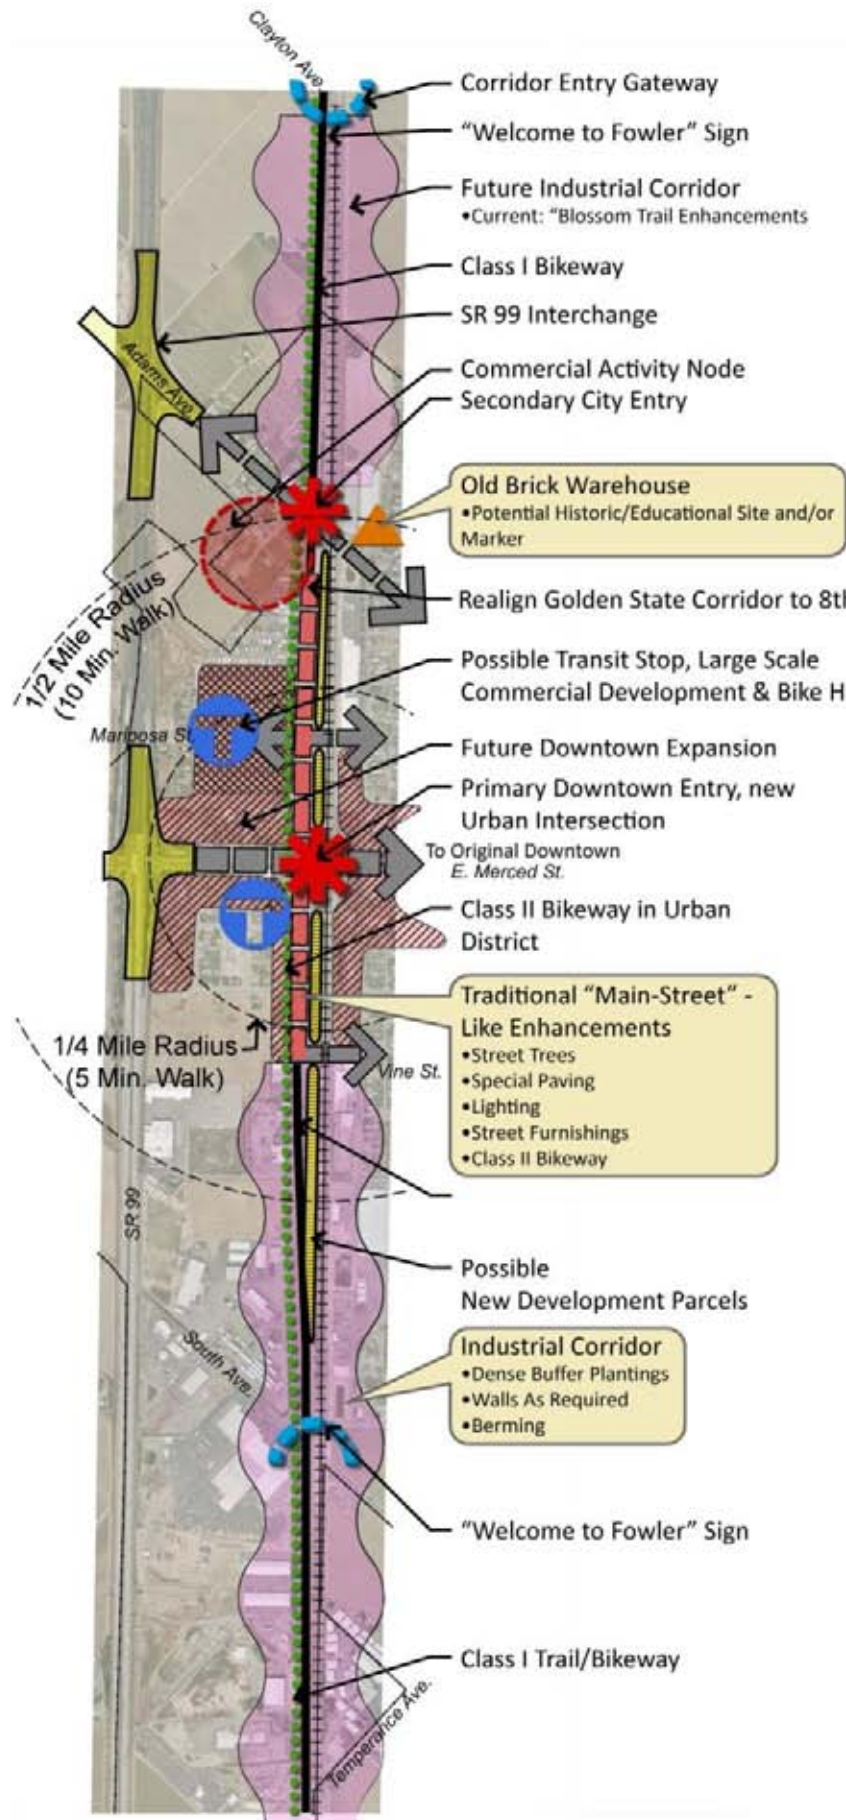 Clayton Ave
Corridor Entry Gateway
“Welcome to Fowler” Sign
Future Industrial Corridor
•Current: “Blossom Trail Enhancements
Class I Bikeway
SR 99 Interchange
Adams Ave.
Commercial Activity Node
Secondary City Entry
Old Brick Warehouse
•Potential Historic/Educational Site and/or
Marker
1/2 Mile Radius
(10 Min. Walk)
Realign Golden State Corridor to 8th
Possible Transit Stop, Large Scale
Commercial Development & Bike H
Mariposa St.
Future Downtown Expansion
Primary Downtown Entry, new
Urban Intersection
To Original Downtown
E. Merced St.
Class II Bikeway in Urban
District
Traditional “Main-Street” -
Like Enhancements
•Street Trees
•Special Paving
•Lighting
•Street Furnishings
•Class II Bikeway
1/4 Mile Radius
(5 Min. Walk)
Vine St.
SR 99
Possible
New Development Parcels
South Ave.
Industrial Corridor
•Dense Buffer Plantings
•Walls As Required
•Berming
“Welcome to Fowler” Sign
Class I Trail/Bikeway
Temperance Ave.